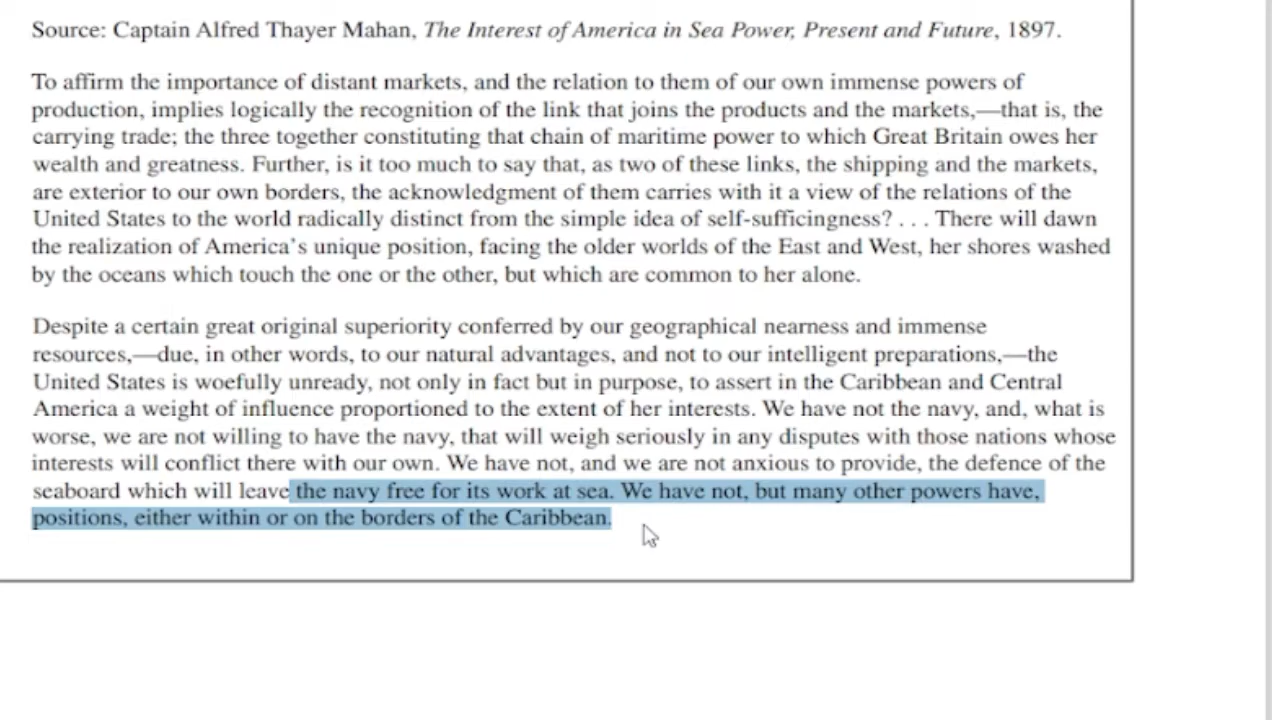 Source: Captain Alfred Thayer Mahan, The Interest of America in Sea Power, Present and Future, 1897.
To affirm the importance of distant markets, and the relation to them of our own immense powers of
production, implies logically the recognition of the link that joins the products and the markets,—that is, the
carrying trade; the three together constituting that chain of maritime power to which Great Britain owes her
wealth and greatness. Further, is it too much to say that, as two of these links, the shipping and the markets,
are exterior to our own borders, the acknowledgment of them carries with it a view of the relations of the
United States to the world radically distinct from the simple idea of self-sufficingness? . . . There will dawn
the realization of America's unique position, facing the older worlds of the East and West, her shores washed
by the oceans which touch the one or the other, but which are common to her alone.
Despite a certain great original superiority conferred by our geographical nearness and immense
resources,—due, in other words, to our natural advantages, and not to our intelligent preparations,—the
United States is woefully unready, not only in fact but in purpose, to assert in the Caribbean and Central
America a weight of influence proportioned to the extent of her interests. We have not the navy, and, what is
worse, we are not willing to have the navy, that will weigh seriously in any disputes with those nations whose
interests will conflict there with our own. We have not, and we are not anxious to provide, the defence of the
seaboard which will leave the navy free for its work at sea. We have not, but many other powers have,
positions, either within or on the borders of the Caribbean.